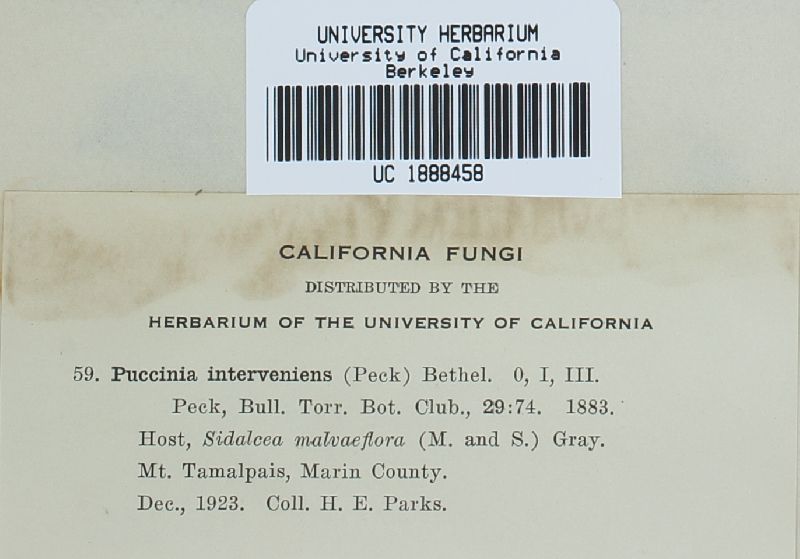 UNIVERSITY HERBARIUM
University of California
Berkeley
UC 1888458
CALIFORNIA FUNGI
DISTRIBUTED BY THE
HERBARIUM OF THE UNIVERSITY OF CALIFORNIA
59. Puccinia interveniens (Peck) Bethel. 0, I, III.
Peck, Bull. Torr. Bot. Club., 29:74. 1883.
Host, Sidalcea malvaeflora (M. and S.) Gray.
Mt. Tamalpais, Marin County.
Dec., 1923. Coll. H. E. Parks.